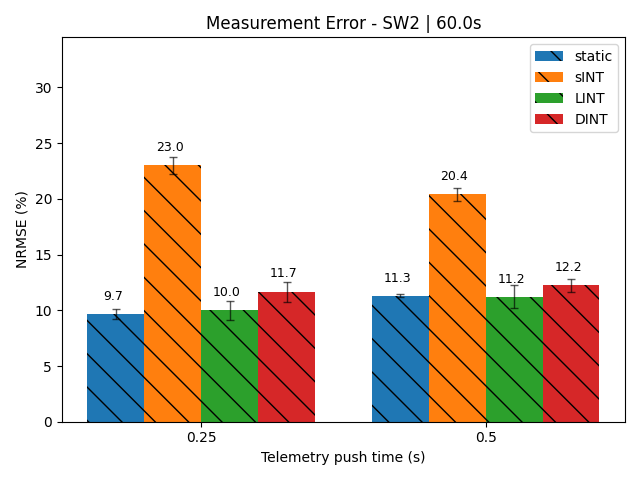 Measurement Error - SW2 | 60.0s
NRMSE (%)
30
25
20
15
10
5
0
static
sINT
LINT
DINT
9.7
23.0
10.0
11.7
11.3
20.4
11.2
12.2
0.25
0.5
Telemetry push time (s)